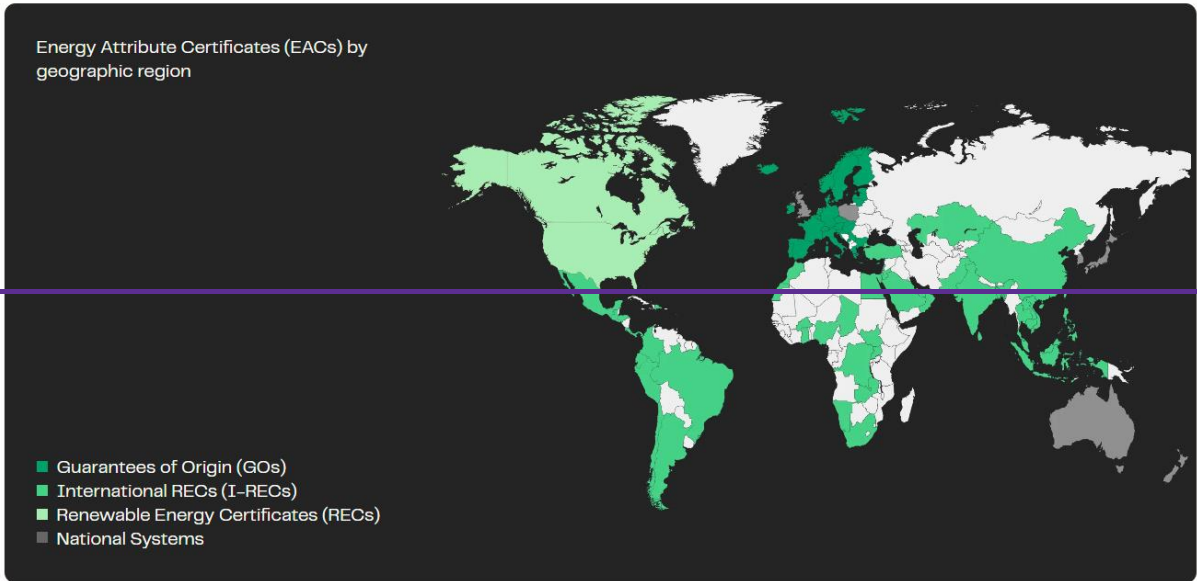 Energy Attribute Certificates (EACs) by
geographic region
Guarantees of Origin (GOs)
International RECs (I-RECs)
Renewable Energy Certificates (RECs)
National Systems